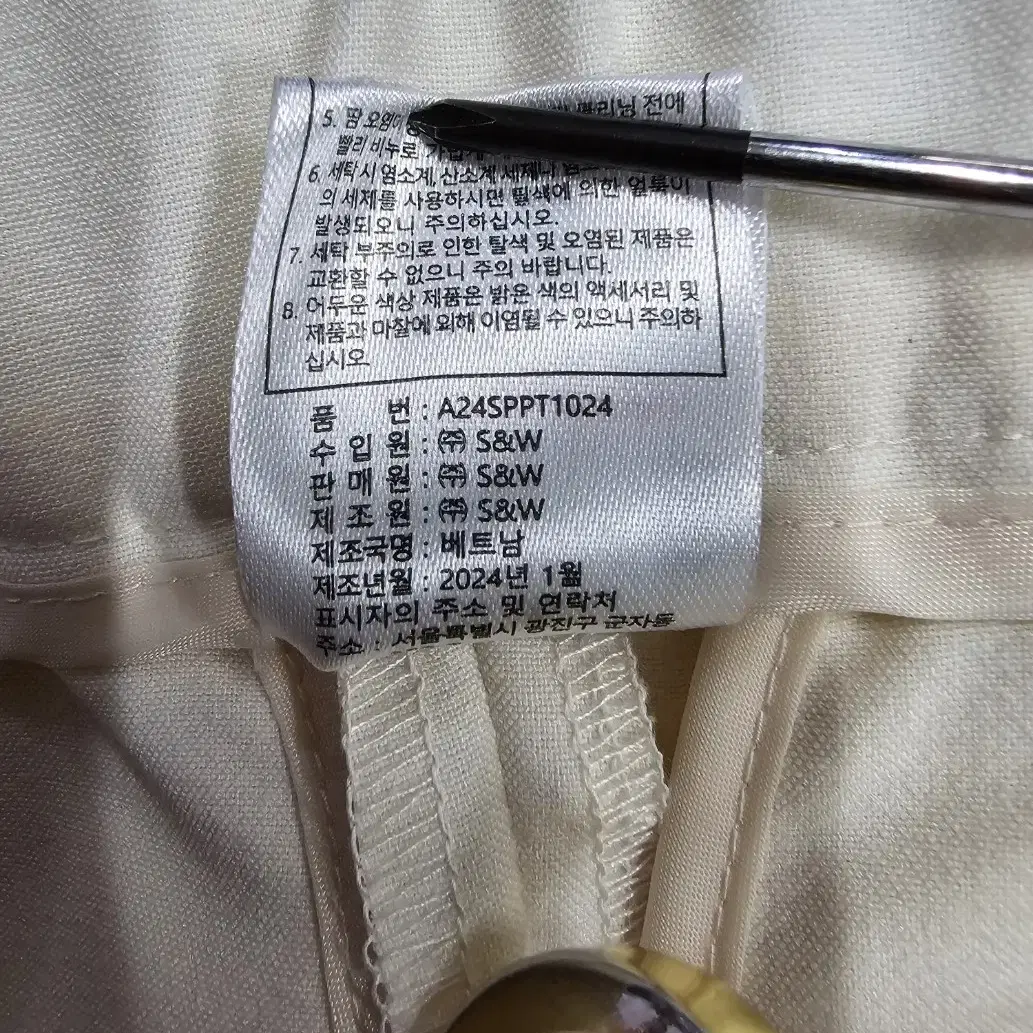 5. 땀 오염 클리닝 전에
빨리 비누로 가볍게
6. 세탁시 염소계, 산소계 세제나
의 세제를 사용하시면 탈색에 의한 얼룩이
발생되오니 주의하십시오.
7. 세탁 부주의로 인한 탈색 및 오염된 제품은
교환할 수 없으니 주의 바랍니다.
8. 어두운 색상 제품은 밝은 색의 액세서리 및
제품과 마찰에 의해 이염될 수 있으니 주의하
십시오
품 번 : A24SPPT1024
수 입 원 : ㈜ S&W
판 매 원 : ㈜ S&W
제 조 원 : ㈜ S&W
제조국명 : 베트남
제조년월 : 2024년 1월
표시자의 주소 및 연락처
주소 : 서울특별시 광진구 군자동